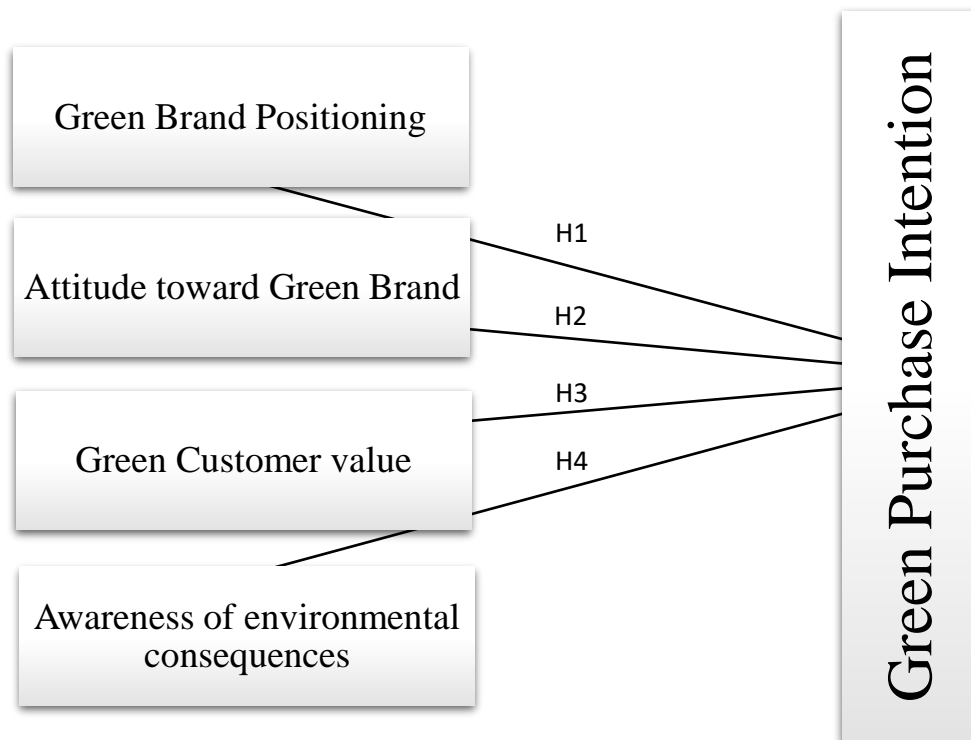 Green Brand Positioning
H1
Attitude toward Green Brand
H2
Green Customer value
H3
H4
Awareness of environmental
consequences
Green Purchase Intention